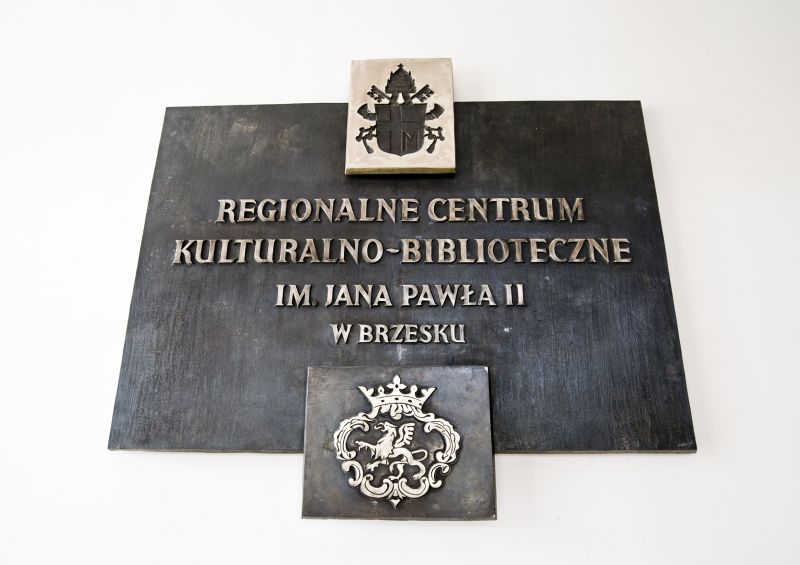 REGIONALNE CENTRUM
KULTURALNO-BIBLIOTECZNE
IM. JANA PAWŁA II
W BRZESKU